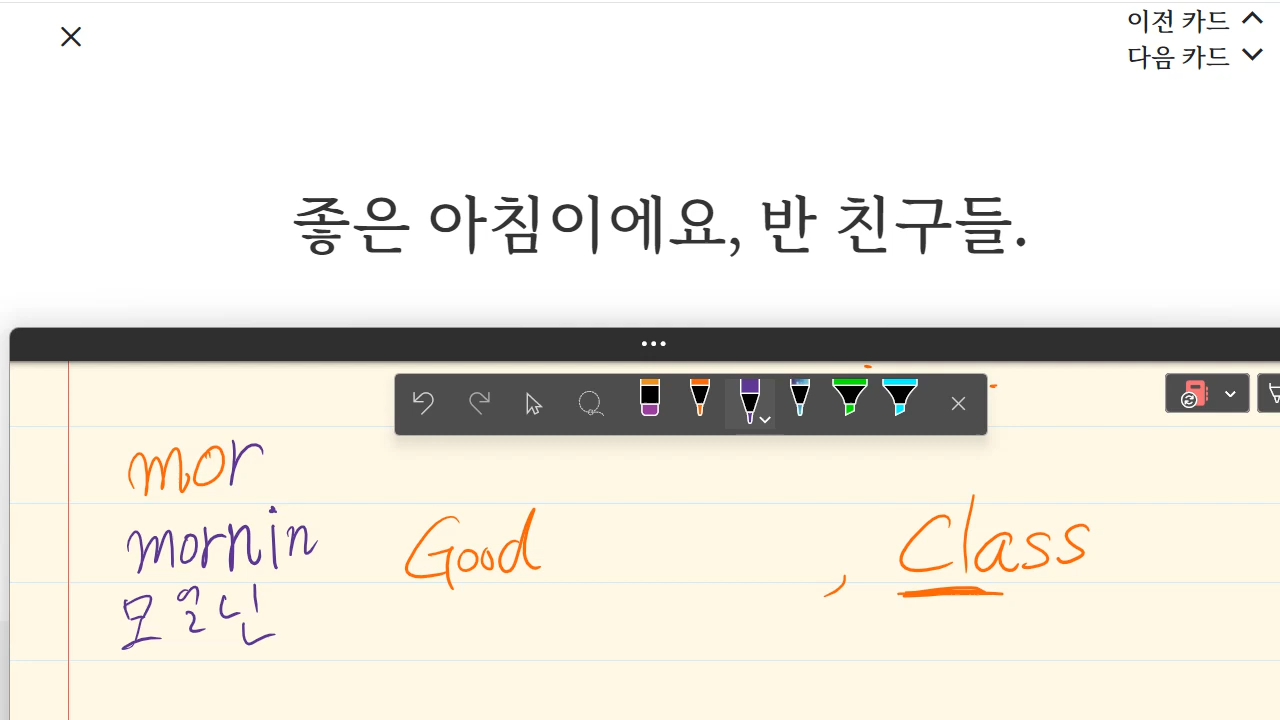 이전 카드
다음 카드
좋은 아침이에요, 반 친구들.
mor
mornin
Good , Class
모얼닌